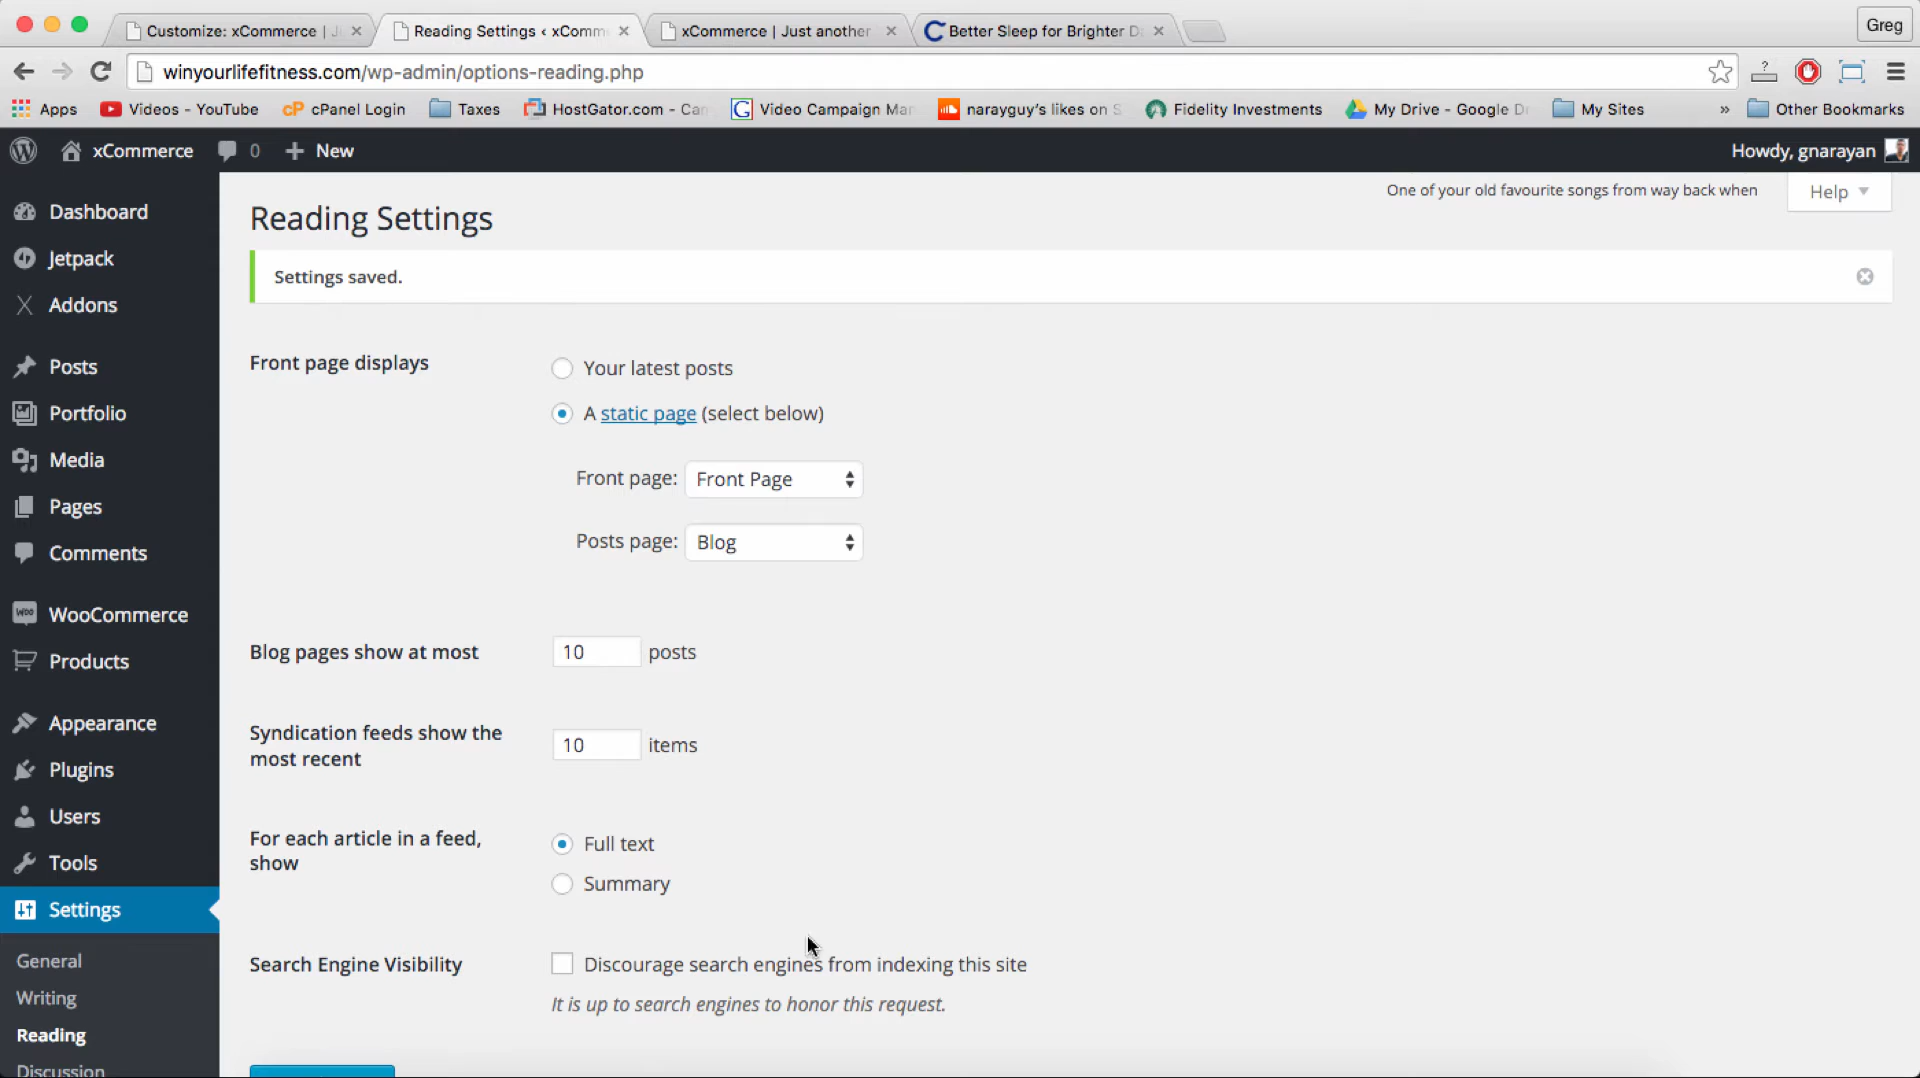 Customize: xCommerce |
Reading Settings ‹ xComm
xCommerce | Just another
Better Sleep for Brighter D
Greg
winyourlifefitness.com/wp-admin/options-reading.php
Apps
Videos - YouTube
cP cPanel Login
Taxes
HostGator.com - Ca
Video Campaign Ma
narayguy's likes on S
Fidelity Investments
My Drive - Google D
My Sites
»
Other Bookmarks
xCommerce
0
New
Howdy, gnarayan
Dashboard
Jetpack
Addons
Posts
Portfolio
Media
Pages
Comments
WooCommerce
Products
Appearance
Plugins
Users
Tools
Settings
General
Writing
Reading
Discussion
One of your old favourite songs from way back when
Help
Reading Settings
Settings saved.
Front page displays
Your latest posts
A static page (select below)
Front page: Front Page
Posts page: Blog
Blog pages show at most
10 posts
Syndication feeds show the
most recent
10 items
For each article in a feed,
show
Full text
Summary
Search Engine Visibility
Discourage search engines from indexing this site
It is up to search engines to honor this request.